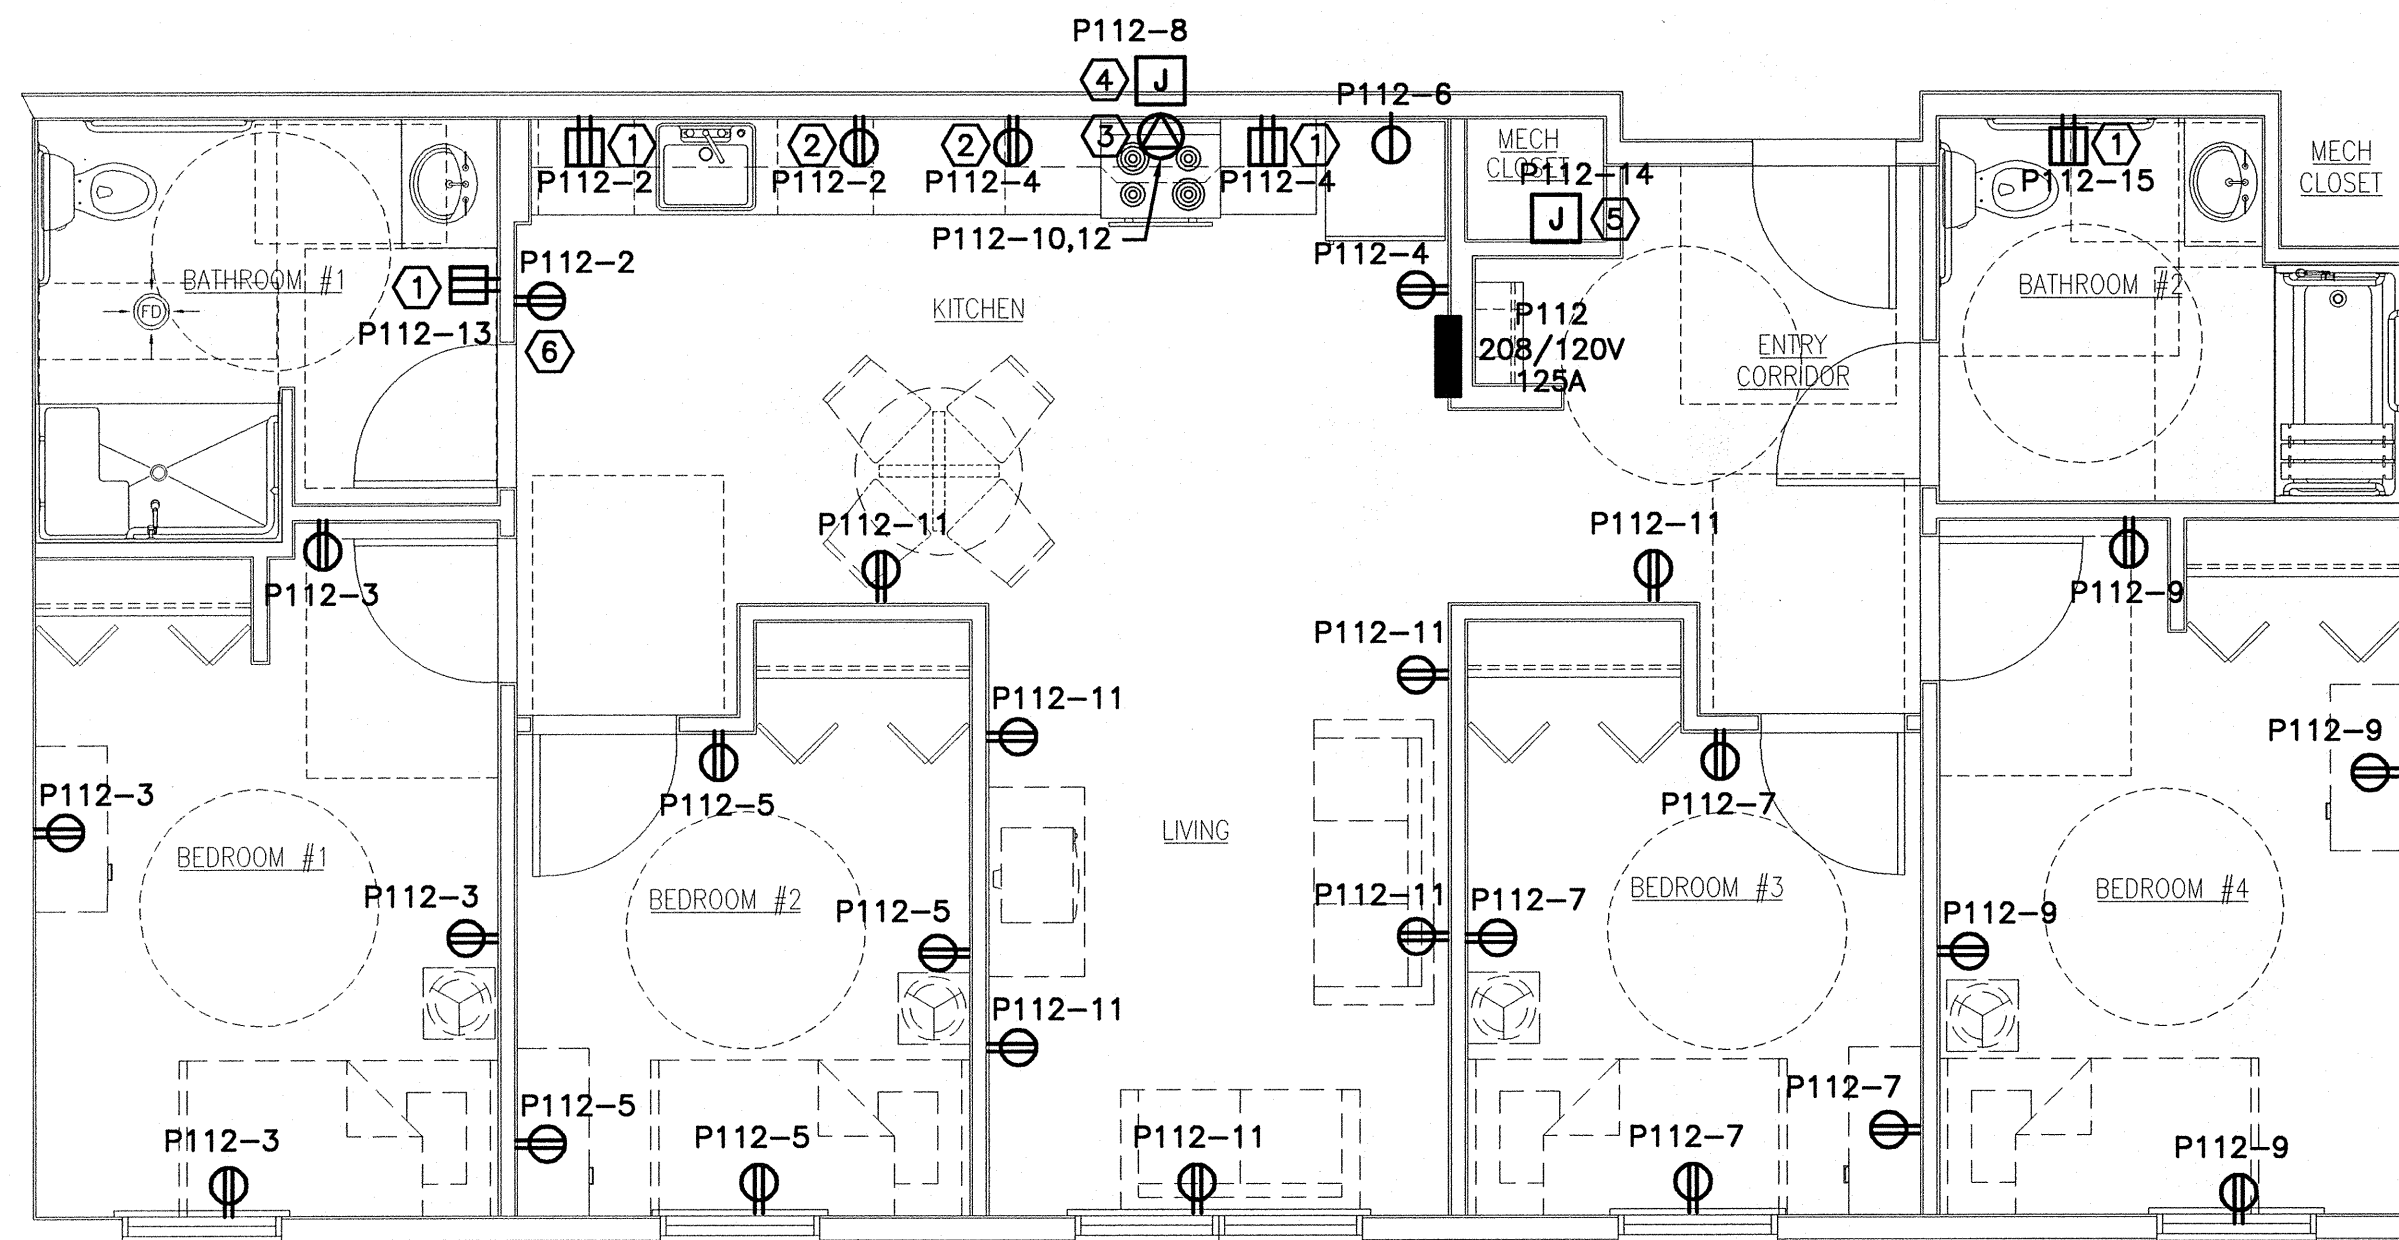 P112-8
4 J
P112-6
1
2
2
3
1
1
MECH
CLOSET
MECH
CLOSET
P112-2
P112-2
P112-4
P112-4
P112-14
P112-15
J 5
P112-10,12
P112-2
P112-4
BATHROOM #1
1
BATHROOM #2
FD
KITCHEN
P112
P112-13
6
208/120V
125A
ENTRY
CORRIDOR
P112-11
P112-11
P112-3
P112-9
P112-11
P112-11
P112-9
P112-3
P112-5
P112-7
LIVING
BEDROOM #1
BEDROOM #2
BEDROOM #3
BEDROOM #4
P112-3
P112-5
P112-11
P112-7
P112-9
P112-11
P112-5
P112-7
P112-3
P112-5
P112-11
P112-7
P112-9